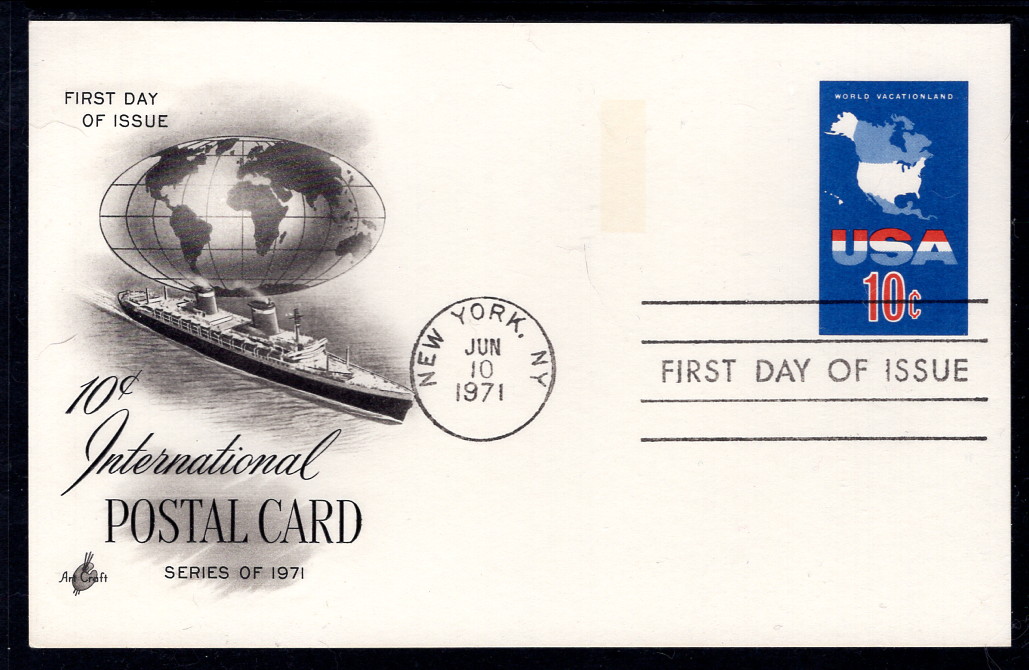 FIRST DAY
OF ISSUE
WORLD VACATIONLAND
USA
10¢
NEW YORK, NY
JUN
10
1971
FIRST DAY OF ISSUE
10¢
International
POSTAL CARD
SERIES OF 1971
Art Craft